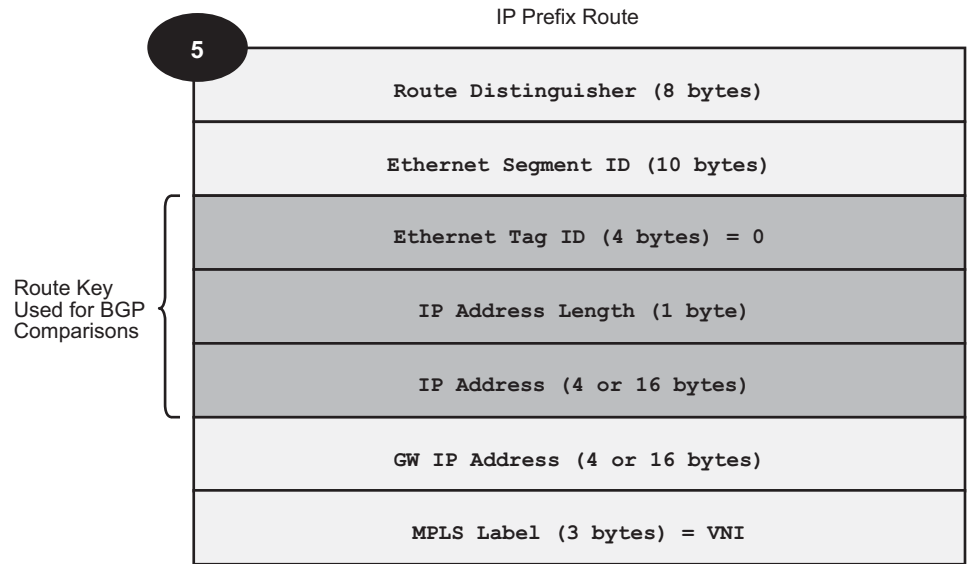 IP Prefix Route
5
Route Distinguisher (8 bytes)
Ethernet Segment ID (10 bytes)
Ethernet Tag ID (4 bytes) = 0
Route Key
Used for BGP
Comparisons
IP Address Length (1 byte)
IP Address (4 or 16 bytes)
GW IP Address (4 or 16 bytes)
MPLS Label (3 bytes) = VNI